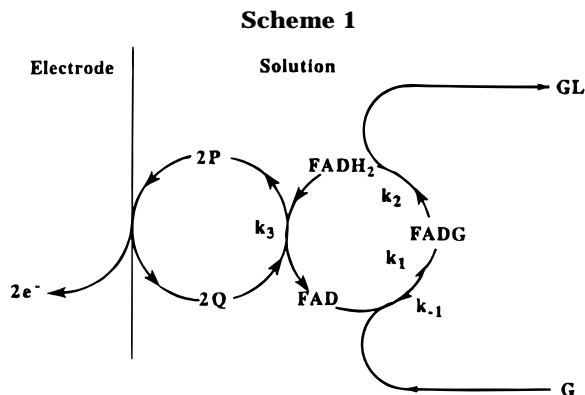 Scheme 1
Electrode Solution
GL
2P FADH₂
k₂
k₃ FADG
k₁
2e⁻ 2Q FAD k₋₁
G